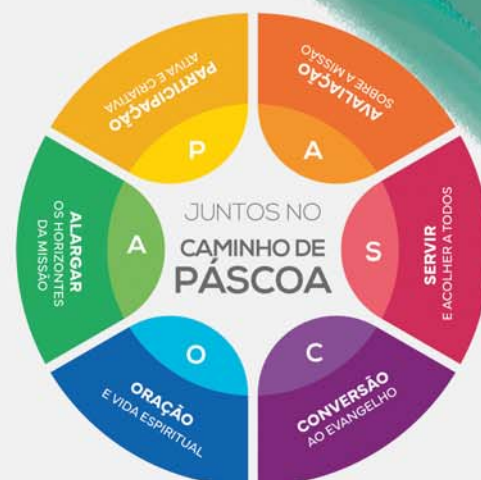 PARTICIPAÇÃO
ATIVA E CRIATIVA
P
AVALIAÇÃO
SOBRE A MISSÃO
A
SERVIR
E ACOLHER A TODOS
S
CONVERSÃO
AO EVANGELHO
C
ORAÇÃO
E VIDA ESPIRITUAL
O
ALARGAR
OS HORIZONTES
DA MISSÃO
A
JUNTOS NO
CAMINHO DE
PÁSCOA